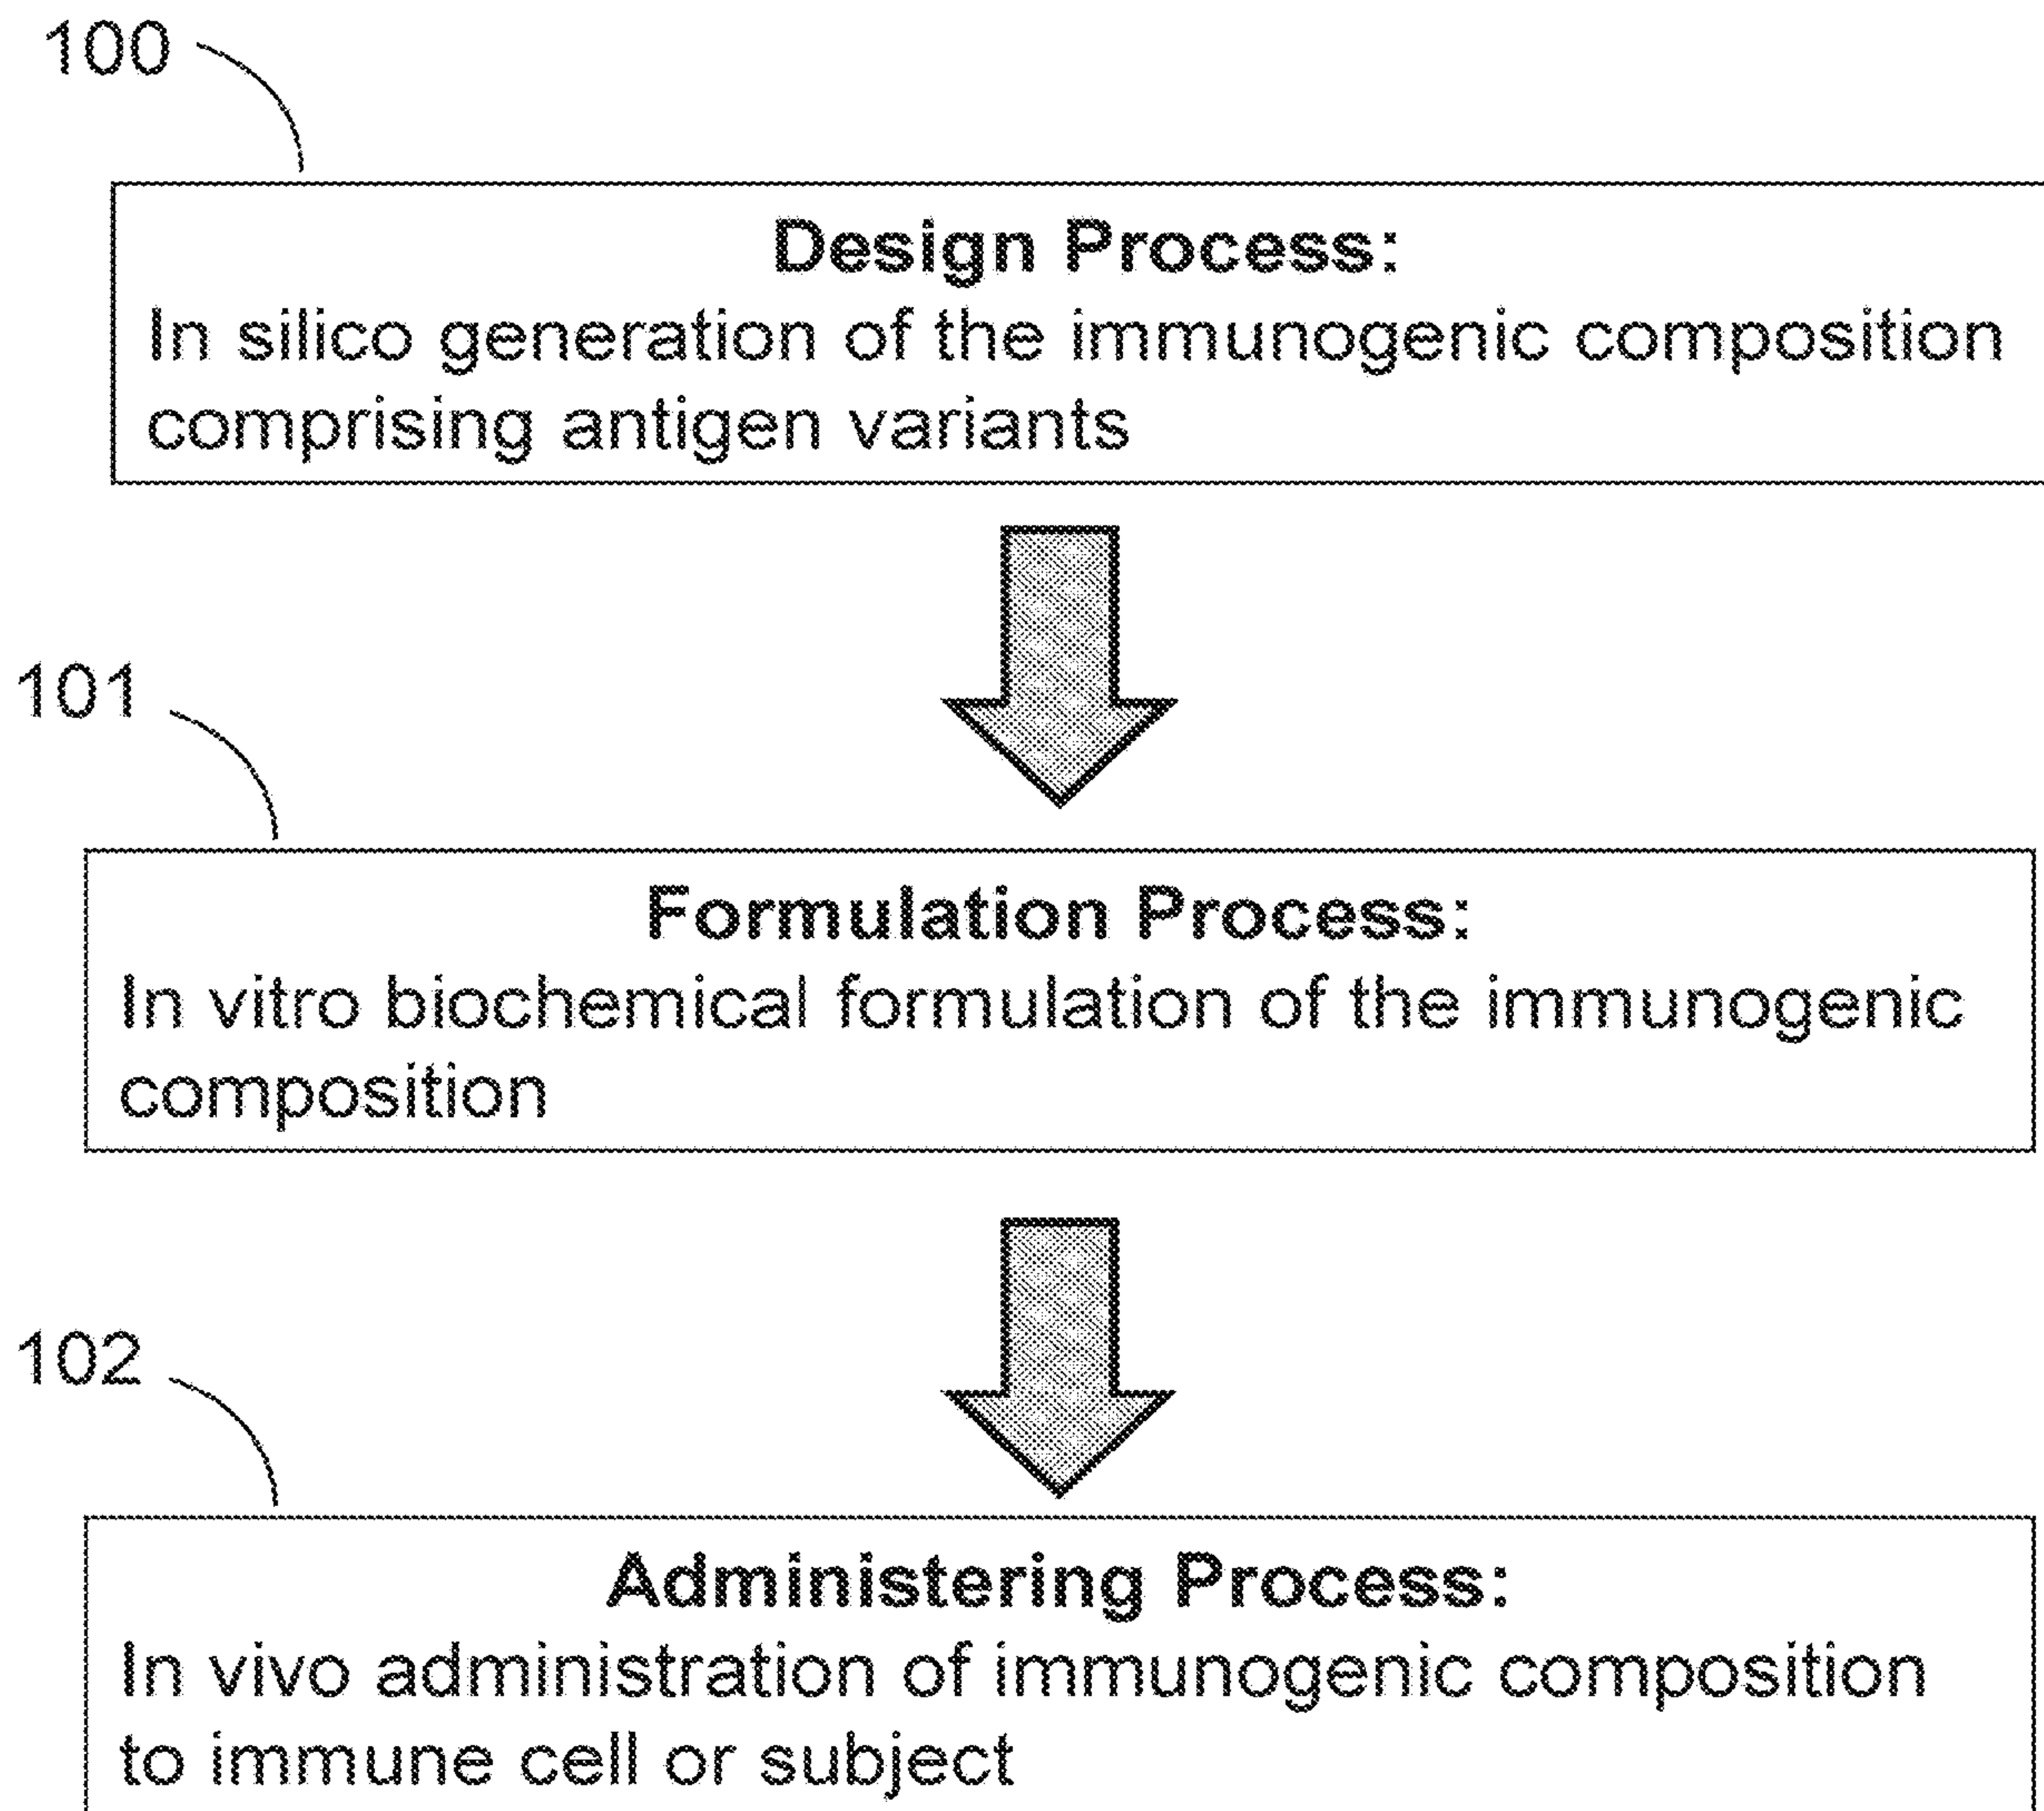 100
Design Process:
In silico generation of the immunogenic composition
comprising antigen variants
101
Formulation Process:
In vitro biochemical formulation of the immunogenic
composition
102
Administering Process:
In vivo administration of immunogenic composition
to immune cell or subject